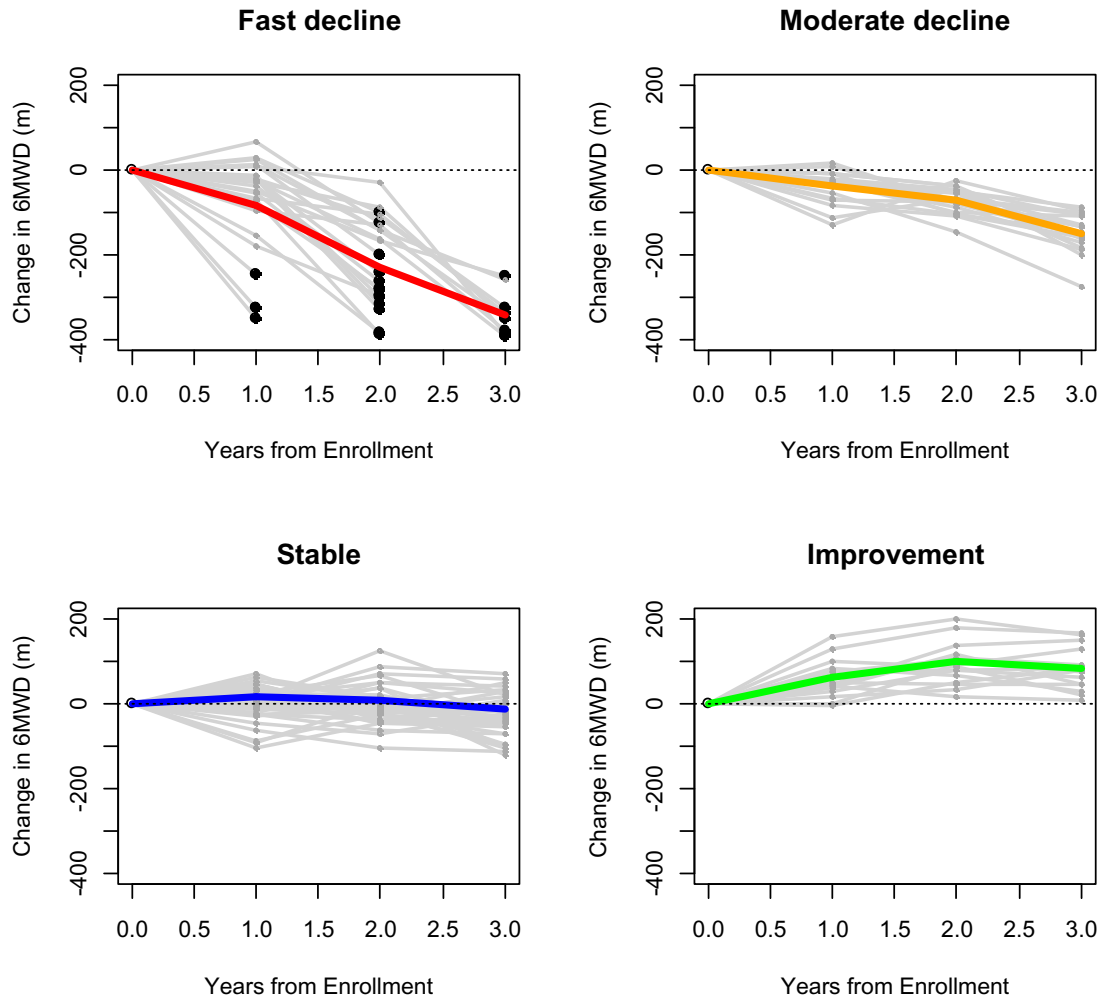 Fast decline
Change in 6MWD (m)
200
0
-200
-400
0.0 0.5 1.0 1.5 2.0 2.5 3.0
Years from Enrollment
Moderate decline
Change in 6MWD (m)
200
0
-200
-400
0.0 0.5 1.0 1.5 2.0 2.5 3.0
Years from Enrollment
Stable
Change in 6MWD (m)
200
0
-200
-400
0.0 0.5 1.0 1.5 2.0 2.5 3.0
Years from Enrollment
Improvement
Change in 6MWD (m)
200
0
-200
-400
0.0 0.5 1.0 1.5 2.0 2.5 3.0
Years from Enrollment